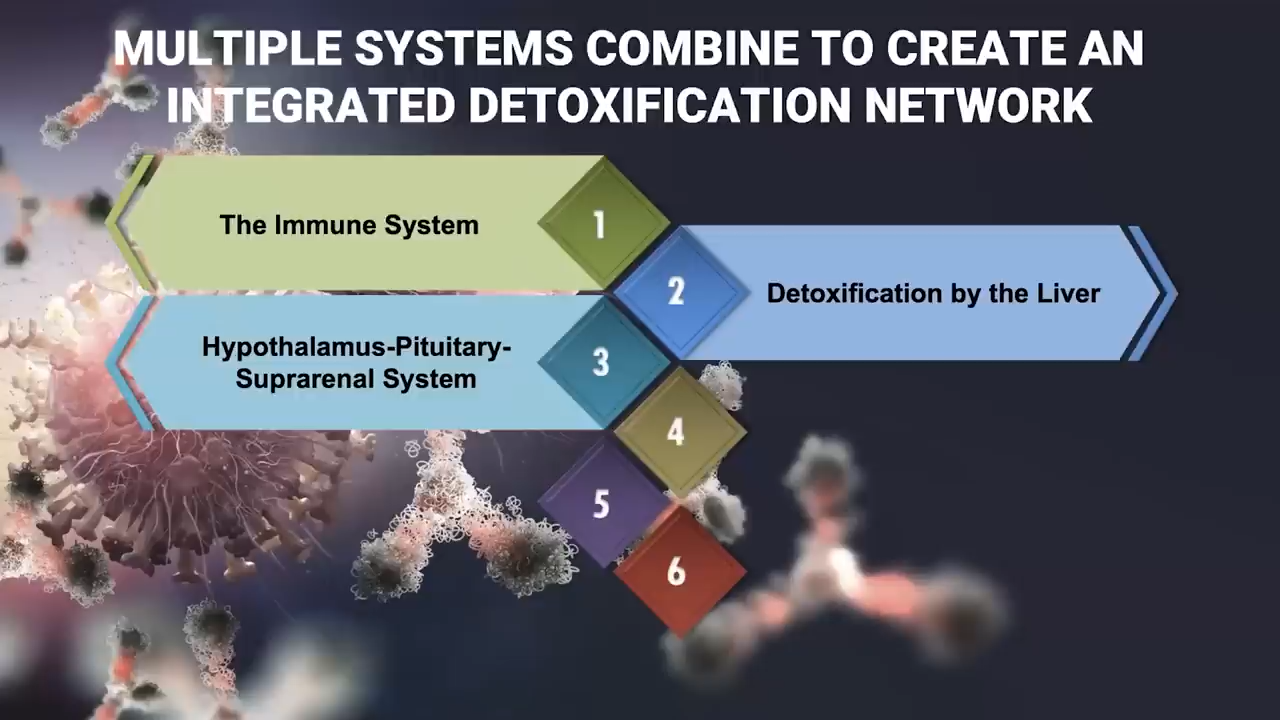 MULTIPLE SYSTEMS COMBINE TO CREATE AN
INTEGRATED DETOXIFICATION NETWORK
The Immune System
1
2
Detoxification by the Liver
Hypothalamus-Pituitary-
Suprarenal System
3
4
5
6